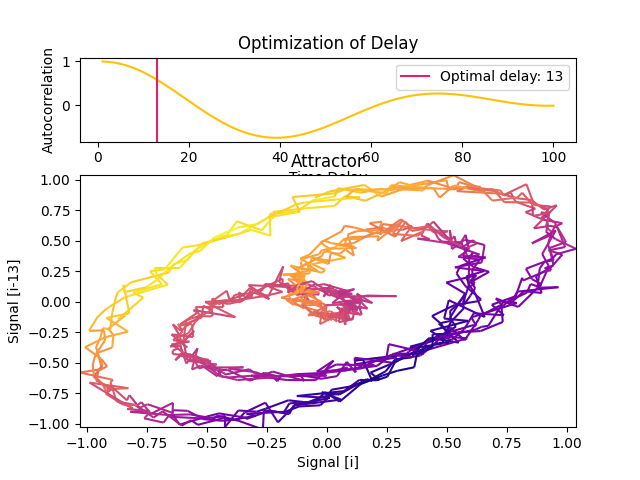 Optimization of Delay
Autocorrelation
1
0
Optimal delay: 13
0 20 40 60 80 100
Time Delay
Attractor
Signal [i-13]
1.00
0.75
0.50
0.25
0.00
−0.25
−0.50
−0.75
−1.00
−1.00 −0.75 −0.50 −0.25 0.00 0.25 0.50 0.75 1.00
Signal [i]